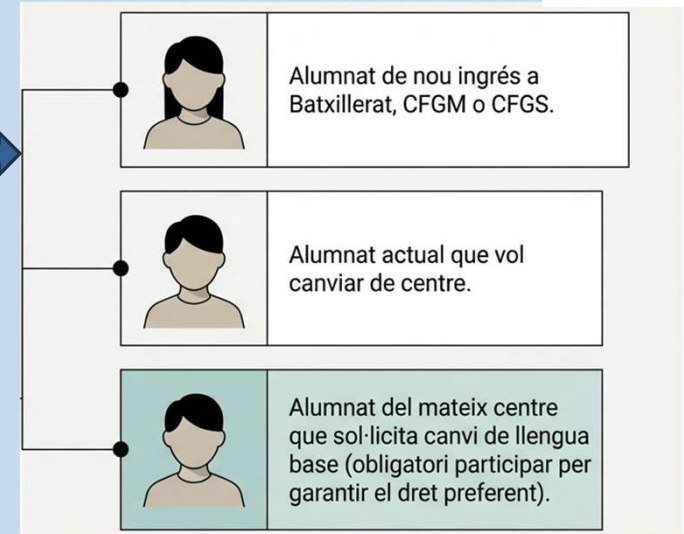 Alumnat de nou ingrés a
Batxillerat, CFGM o CFGS.
Alumnat actual que vol
canviar de centre.
Alumnat del mateix centre
que sol·licita canvi de llengua
base (obligatori participar per
garantir el dret preferent).